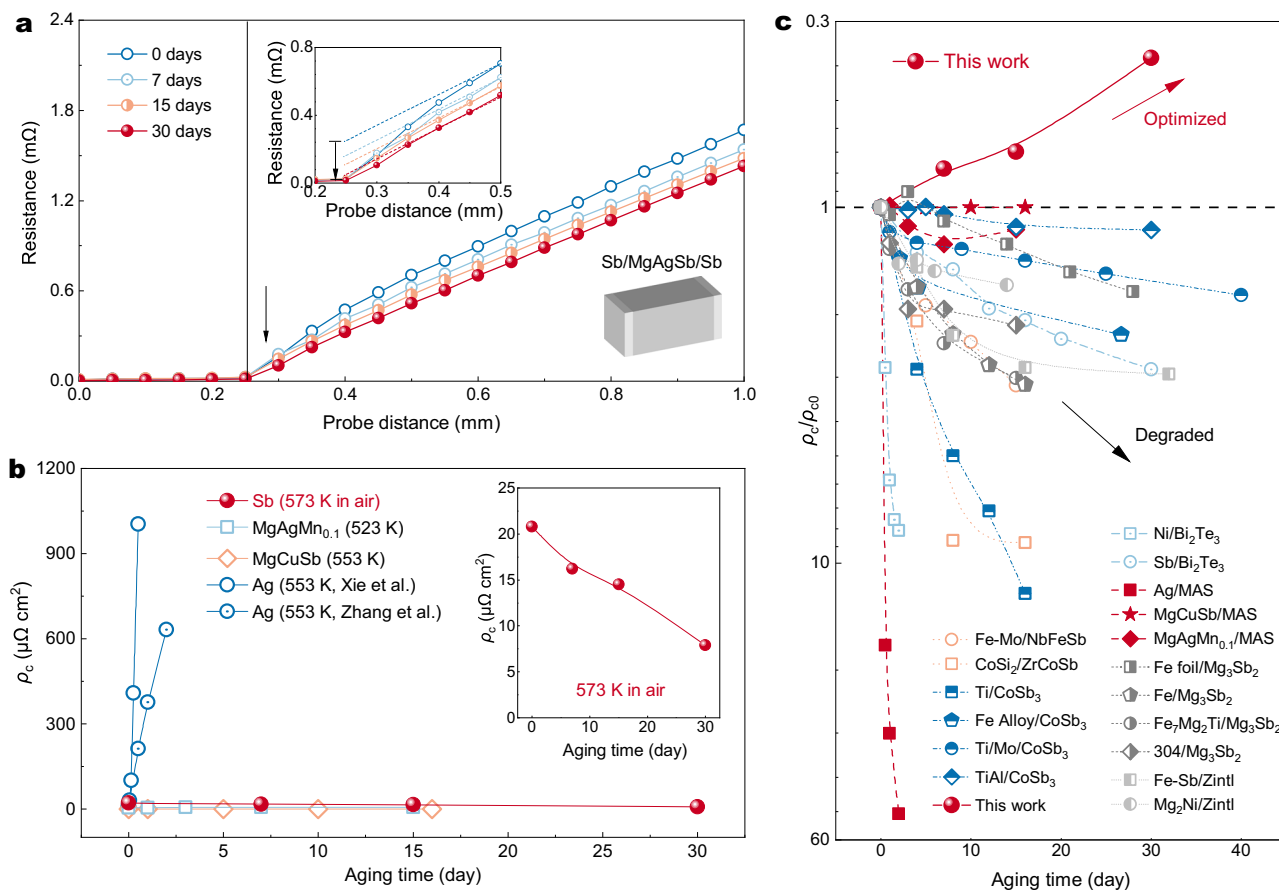 a
0 days
7 days
15 days
30 days
Resistance (mΩ)
2.4
1.8
1.2
0.6
0.0
0.0
0.2
0.4
0.6
0.8
1.0
Probe distance (mm)
Resistance (mΩ)
0.8
0.4
0.0
0.2
0.3
0.4
0.5
Probe distance (mm)
Sb/MgAgSb/Sb
b
ρc (μΩ cm²)
1200
900
600
300
0
0
5
10
15
20
25
30
Aging time (day)
Sb (573 K in air)
MgAgMn0.1 (523 K)
MgCuSb (553 K)
Ag (553 K, Xie et al.)
Ag (553 K, Zhang et al.)
ρc (μΩ cm²)
25
20
15
10
5
0
573 K in air
0
10
20
30
Aging time (day)
c
0.3
1
10
60
ρc/ρc0
This work
Optimized
Degraded
Fe-Mo/NbFeSb
CoSi2/ZrCoSb
Ti/CoSb3
Fe Alloy/CoSb3
Ti/Mo/CoSb3
TiAl/CoSb3
This work
Ni/Bi2Te3
Sb/Bi2Te3
Ag/MAS
MgCuSb/MAS
MgAgMn0.1/MAS
Fe foil/Mg3Sb2
Fe/Mg3Sb2
Fe7Mg2Ti/Mg3Sb2
304/Mg3Sb2
Fe-Sb/Zintl
Mg2Ni/Zintl
0
10
20
30
40
Aging time (day)